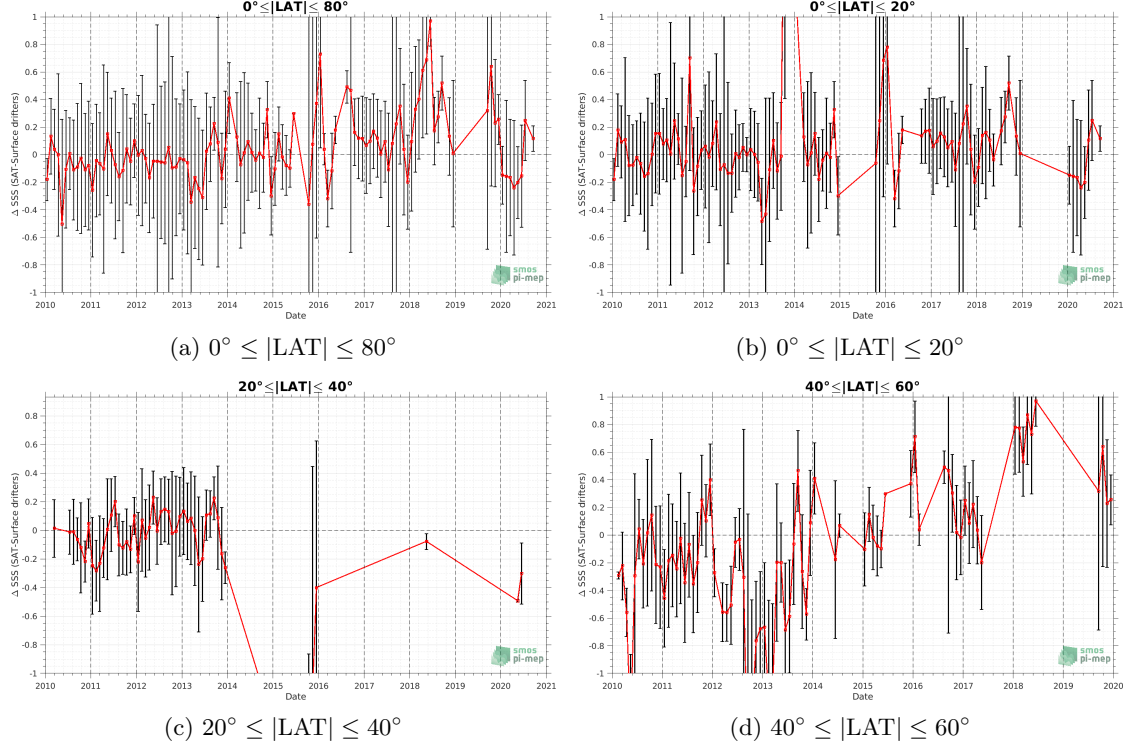 0°≤|LAT|≤ 80°
Δ SSS (SAT-Surface drifters)
1
0.8
0.6
0.4
0.2
0
-0.2
-0.4
-0.6
-0.8
-1
2010 2011 2012 2013 2014 2015 2016 2017 2018 2019 2020 2021
Date
smos
pi-mep
(a) 0° ≤ |LAT| ≤ 80°
0°≤|LAT|≤ 20°
Δ SSS (SAT-Surface drifters)
1
0.8
0.6
0.4
0.2
0
-0.2
-0.4
-0.6
-0.8
-1
2010 2011 2012 2013 2014 2015 2016 2017 2018 2019 2020 2021
Date
smos
pi-mep
(b) 0° ≤ |LAT| ≤ 20°
20°≤|LAT|≤ 40°
Δ SSS (SAT-Surface drifters)
0.8
0.6
0.4
0.2
0
-0.2
-0.4
-0.6
-0.8
-1
2010 2011 2012 2013 2014 2015 2016 2017 2018 2019 2020 2021
Date
smos
pi-mep
(c) 20° ≤ |LAT| ≤ 40°
40°≤|LAT|≤ 60°
Δ SSS (SAT-Surface drifters)
1
0.8
0.6
0.4
0.2
0
-0.2
-0.4
-0.6
-0.8
-1
2010 2011 2012 2013 2014 2015 2016 2017 2018 2019 2020
Date
smos
pi-mep
(d) 40° ≤ |LAT| ≤ 60°